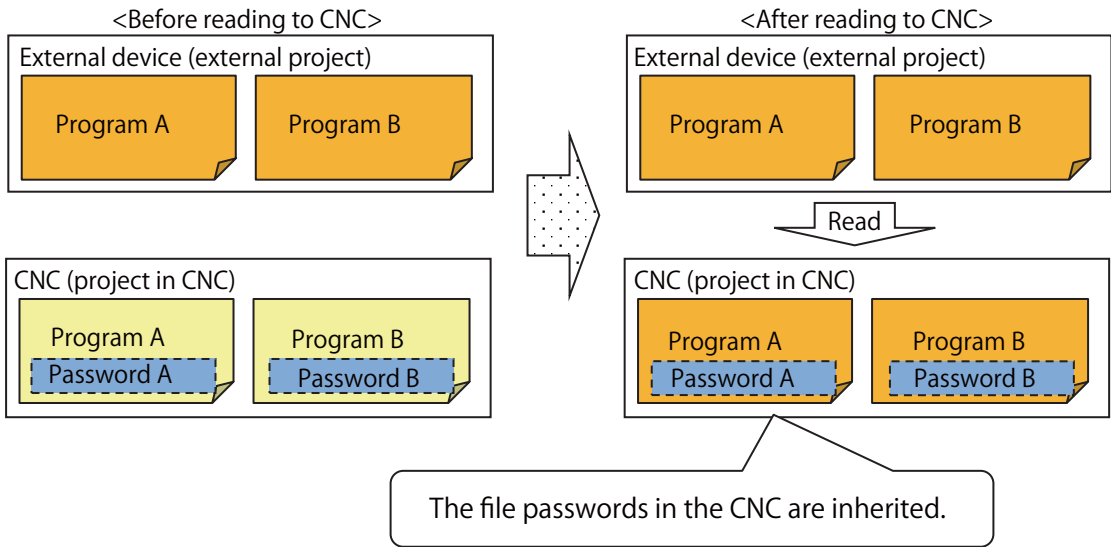 <Before reading to CNC>
External device (external project)
Program A
Program B
CNC (project in CNC)
Program A
Password A
Program B
Password B
<After reading to CNC>
External device (external project)
Program A
Program B
Read
CNC (project in CNC)
Program A
Password A
Program B
Password B
The file passwords in the CNC are inherited.